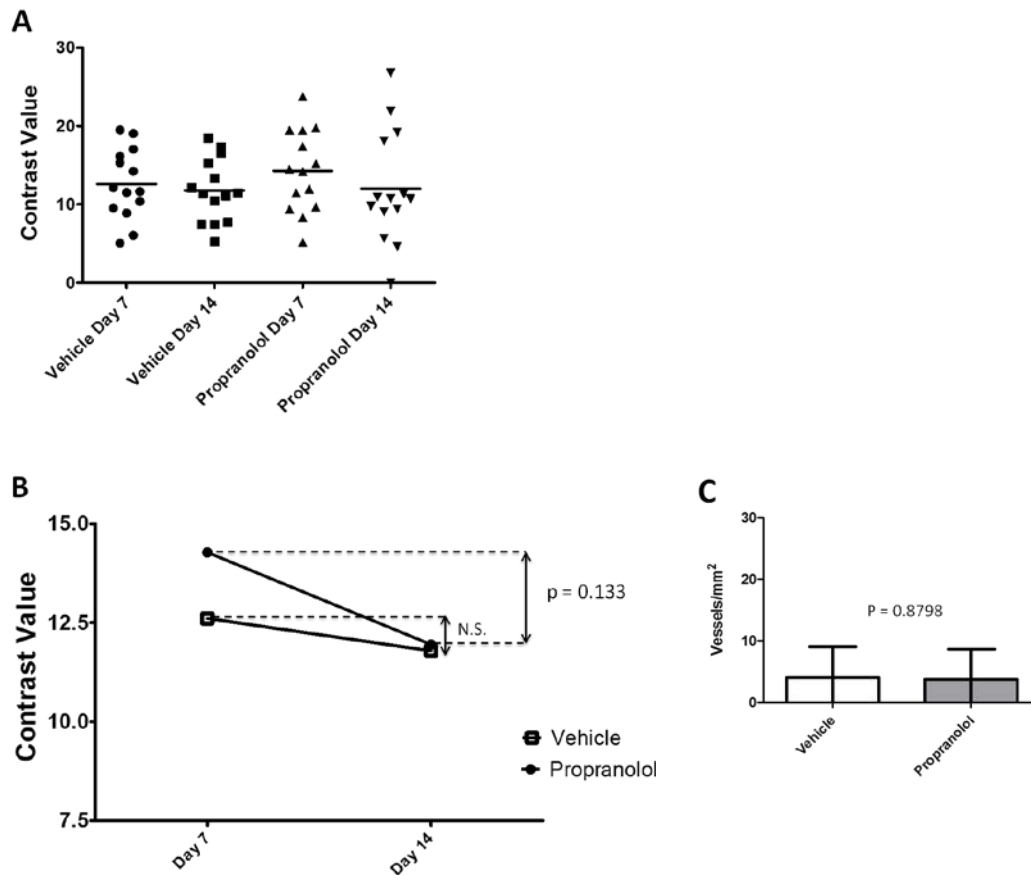 A
Contrast Value
30
20
10
0
Vehicle Day 7
Vehicle Day 14
Propranolol Day 7
Propranolol Day 14
B
Contrast Value
15.0
12.5
10.0
7.5
p = 0.133
N.S.
Vehicle
Propranolol
Day 7
Day 14
C
Vessels/mm²
30
20
10
0
P = 0.8798
Vehicle
Propranolol